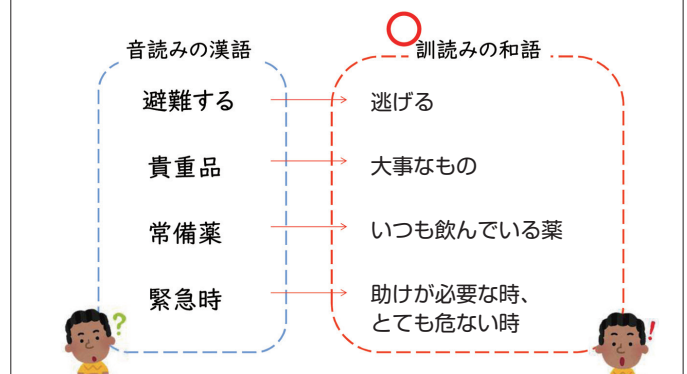 音読みの漢語
訓読みの和語
避難する
逃げる
貴重品
大事なもの
常備薬
いつも飲んでいる薬
緊急時
助けが必要な時、
とても危ない時
?
!